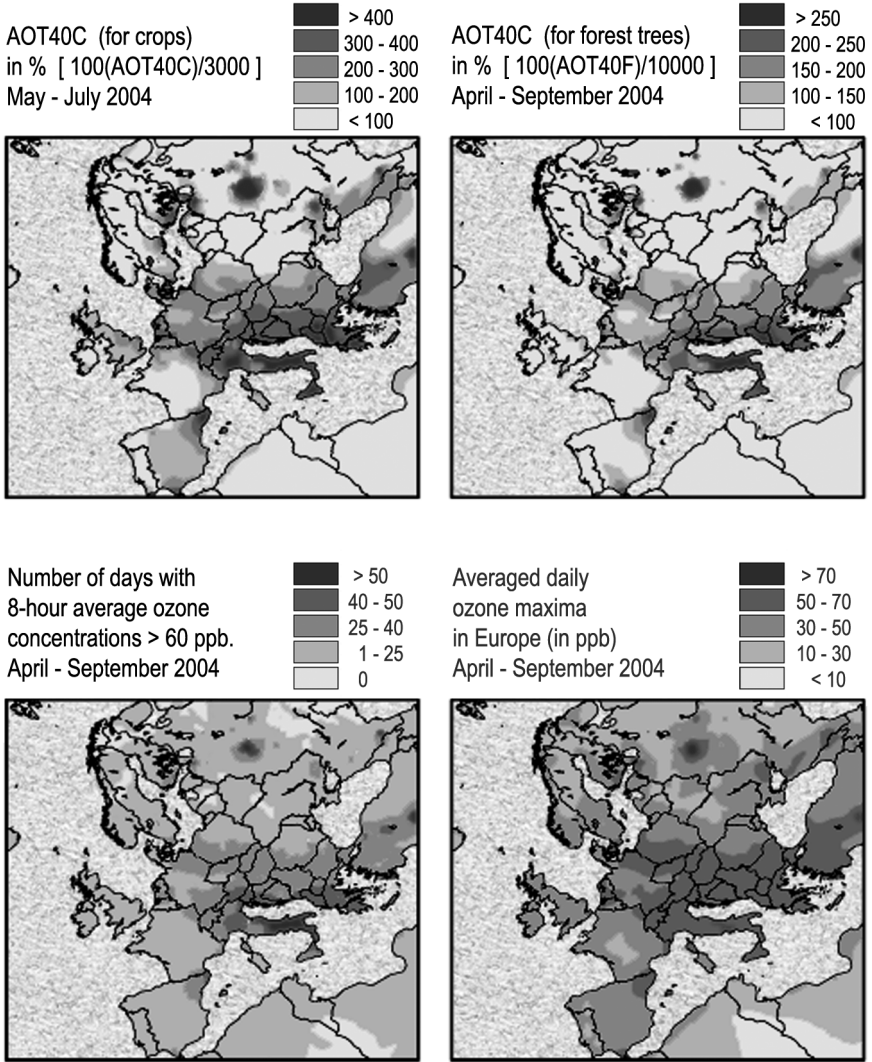 AOT40C (for crops)
in % [ 100(AOT40C)/3000 ]
May - July 2004
> 400
300 - 400
200 - 300
100 - 200
< 100
AOT40C (for forest trees)
in % [ 100(AOT40F)/10000 ]
April - September 2004
> 250
200 - 250
150 - 200
100 - 150
< 100
Number of days with
8-hour average ozone
concentrations > 60 ppb.
April - September 2004
> 50
40 - 50
25 - 40
1 - 25
0
Averaged daily
ozone maxima
in Europe (in ppb)
April - September 2004
> 70
50 - 70
30 - 50
10 - 30
< 10